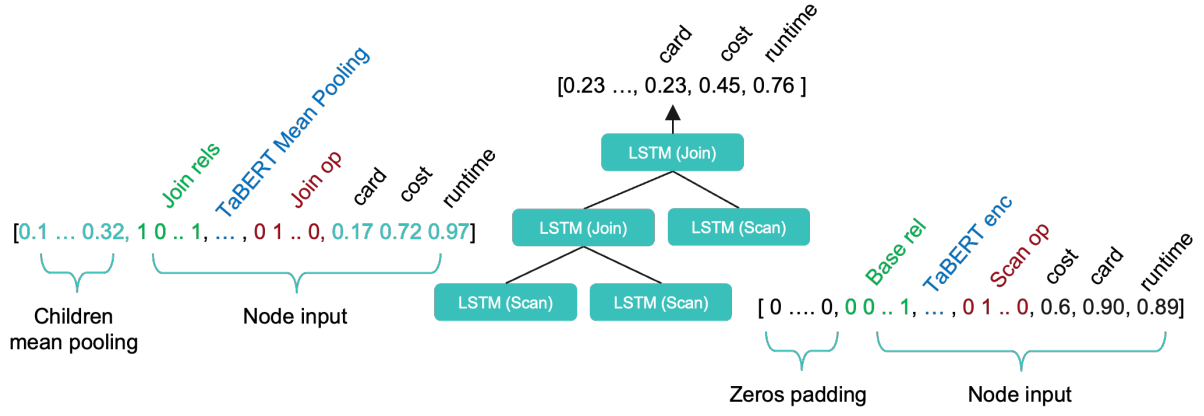 card
cost
runtime
[0.23 ..., 0.23, 0.45, 0.76 ]
LSTM (Join)
LSTM (Join)
LSTM (Scan)
LSTM (Scan)
LSTM (Scan)
Join rels
TaBERT Mean Pooling
Join op
card
cost
runtime
[0.1 ... 0.32, 1 0 .. 1, ... , 0 1 .. 0, 0.17 0.72 0.97]
Children
mean pooling
Node input
Base rel
TaBERT enc
Scan op
cost
card
runtime
[ 0 .... 0, 0 0 .. 1, ... , 0 1 .. 0, 0.6, 0.90, 0.89]
Zeros padding
Node input